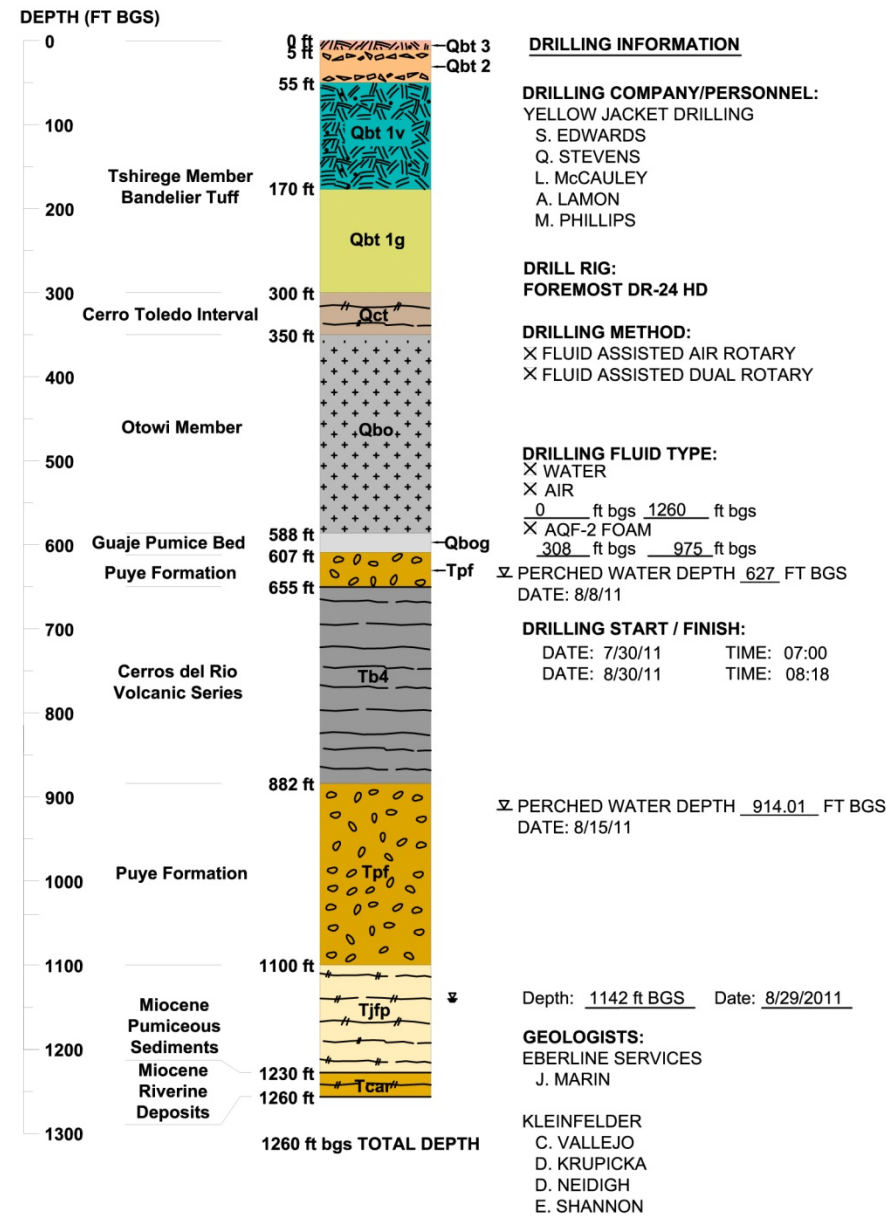 DEPTH (FT BGS)
0
100
200
300
400
500
600
700
800
900
1000
1100
1200
1300
Tshirege Member
Bandelier Tuff
Cerro Toledo Interval
Otowi Member
Guaje Pumice Bed
Puye Formation
Cerros del Rio
Volcanic Series
Puye Formation
Miocene
Pumiceous
Sediments
Miocene
Riverine
Deposits
0 ft
5 ft
55 ft
170 ft
300 ft
350 ft
588 ft
607 ft
655 ft
882 ft
1100 ft
1230 ft
1260 ft
Qbt 3
Qbt 2
Qbt 1v
Qbt 1g
Qct
Qbo
Qbog
Tpf
Tb4
Tpf
Tjfp
Tcar
1260 ft bgs TOTAL DEPTH
DRILLING INFORMATION
DRILLING COMPANY/PERSONNEL:
YELLOW JACKET DRILLING
S. EDWARDS
Q. STEVENS
L. McCAULEY
A. LAMON
M. PHILLIPS
DRILL RIG:
FOREMOST DR-24 HD
DRILLING METHOD:
X FLUID ASSISTED AIR ROTARY
X FLUID ASSISTED DUAL ROTARY
DRILLING FLUID TYPE:
X WATER
X AIR
0 ft bgs 1260 ft bgs
X AQF-2 FOAM
308 ft bgs 975 ft bgs
PERCHED WATER DEPTH 627 FT BGS
DATE: 8/8/11
DRILLING START / FINISH:
DATE: 7/30/11 TIME: 07:00
DATE: 8/30/11 TIME: 08:18
PERCHED WATER DEPTH 914.01 FT BGS
DATE: 8/15/11
Depth: 1142 ft BGS Date: 8/29/2011
GEOLOGISTS:
EBERLINE SERVICES
J. MARIN
KLEINFELDER
C. VALLEJO
D. KRUPICKA
D. NEIDIGH
E. SHANNON